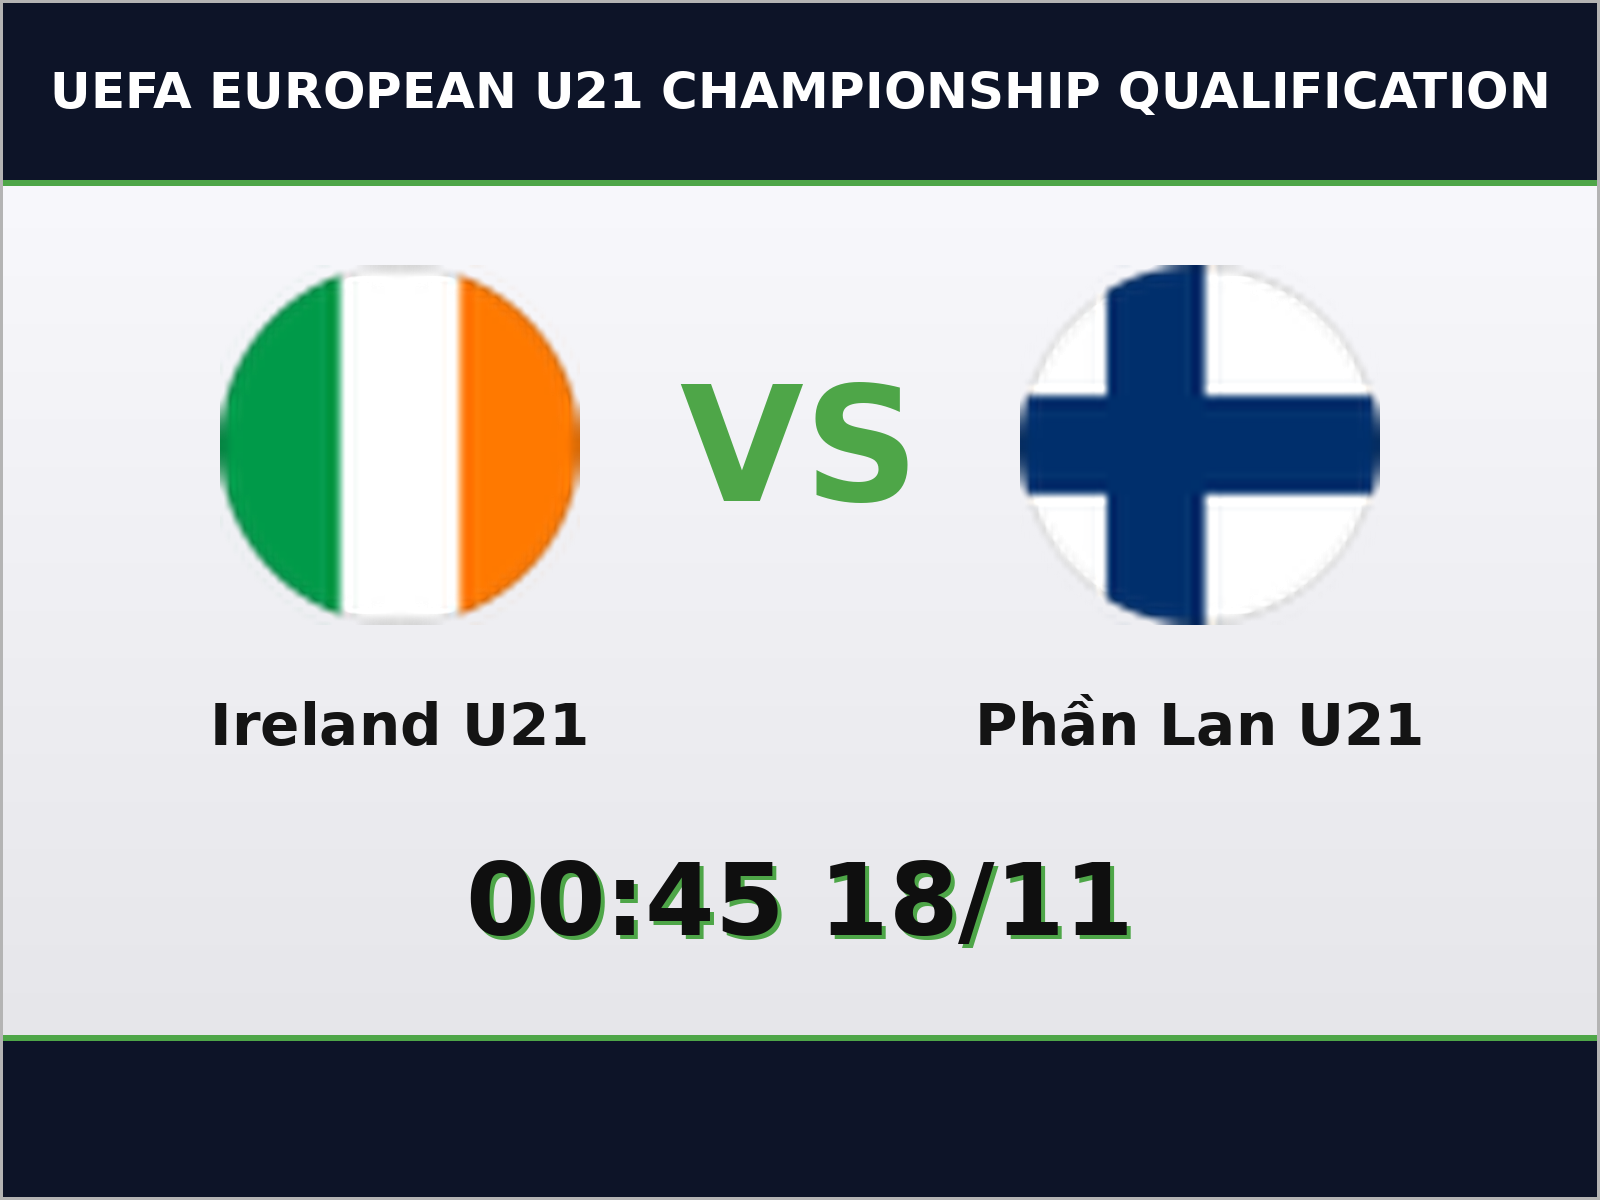 UEFA EUROPEAN U21 CHAMPIONSHIP QUALIFICATION
VS
Ireland U21
Phần Lan U21
00:45 18/11